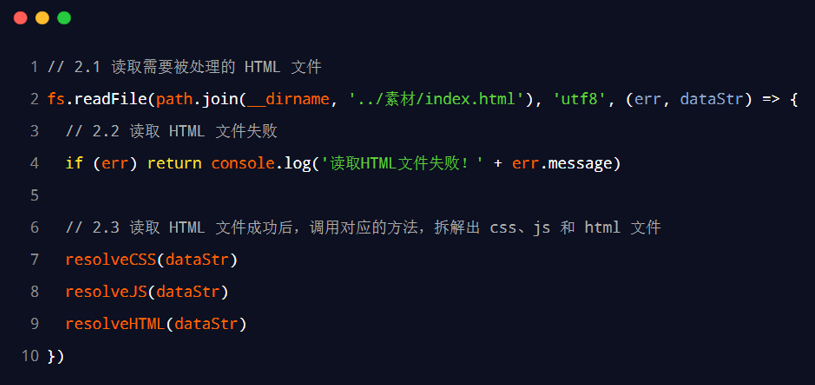 1 // 2.1 读取需要被处理的 HTML 文件
2 fs.readFile(path.join(__dirname, '../素材/index.html'), 'utf8', (err, dataStr) => {
3   // 2.2 读取 HTML 文件失败
4   if (err) return console.log('读取HTML文件失败！' + err.message)
5
6   // 2.3 读取 HTML 文件成功后，调用对应的方法，拆解出 css、js 和 html 文件
7   resolveCSS(dataStr)
8   resolveJS(dataStr)
9   resolveHTML(dataStr)
10 })